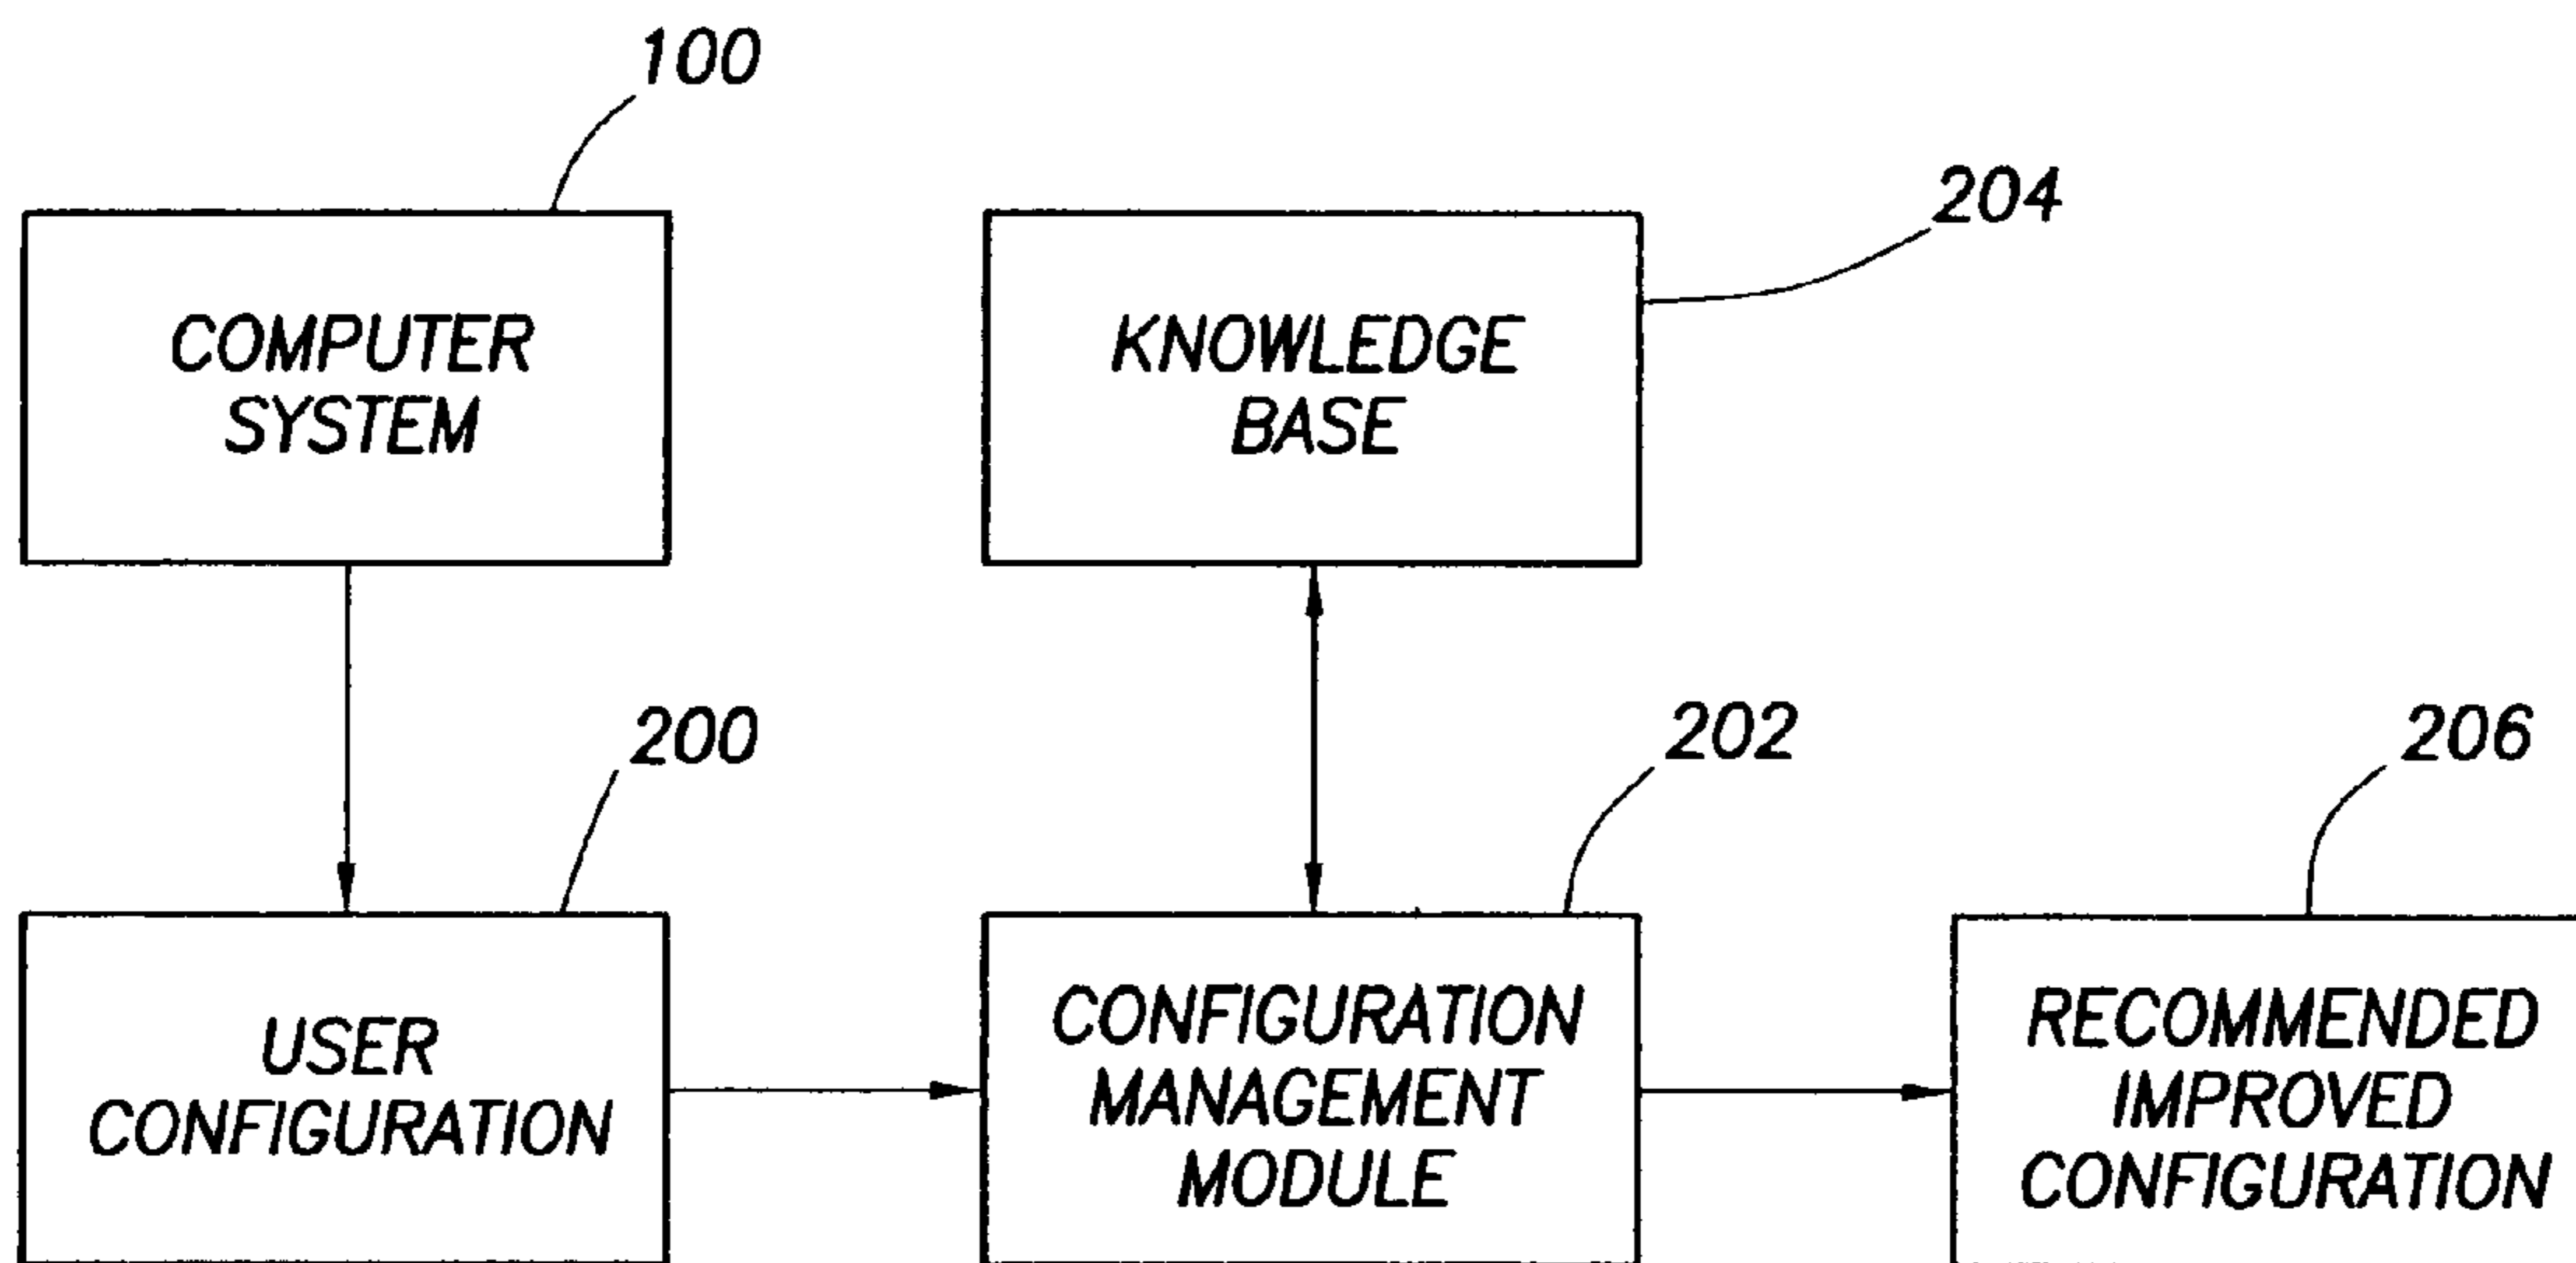 100
204
COMPUTER
SYSTEM
KNOWLEDGE
BASE
200
202
206
USER
CONFIGURATION
CONFIGURATION
MANAGEMENT
MODULE
RECOMMENDED
IMPROVED
CONFIGURATION